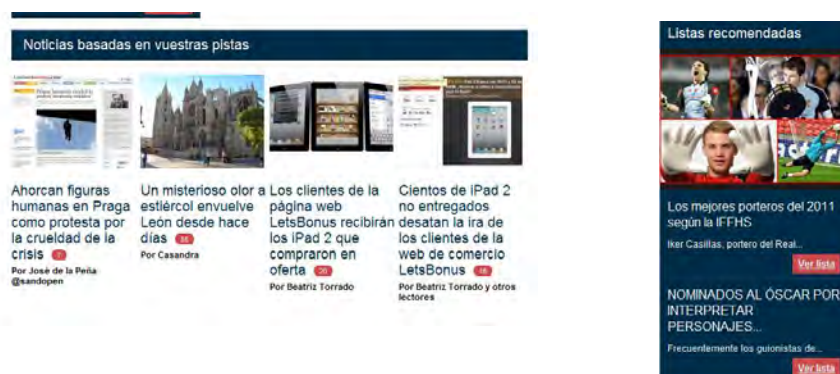 Noticias basadas en vuestras pistas
Ahorcan figuras
humanas en Praga
como protesta por
la crueldad de la
crisis
Por José de la Peña
@sandopen
Un misterioso olor a
estiércol envuelve
León desde hace
días
Por Casandra
Los clientes de la
página web
LetsBonus recibirán
los iPad 2 que
compraron en
oferta
Por Beatriz Torrado
Cientos de iPad 2
no entregados
desatan la ira de
los clientes de la
web de comercio
LetsBonus
Por Beatriz Torrado y otros
lectores
Listas recomendadas
Los mejores porteros del 2011
según la IFFHS
Iker Casillas, portero del Real...
Ver lista
NOMINADOS AL ÓSCAR POR
INTERPRETAR
PERSONAJES...
Frecuentemente los guionistas de...
Ver lista